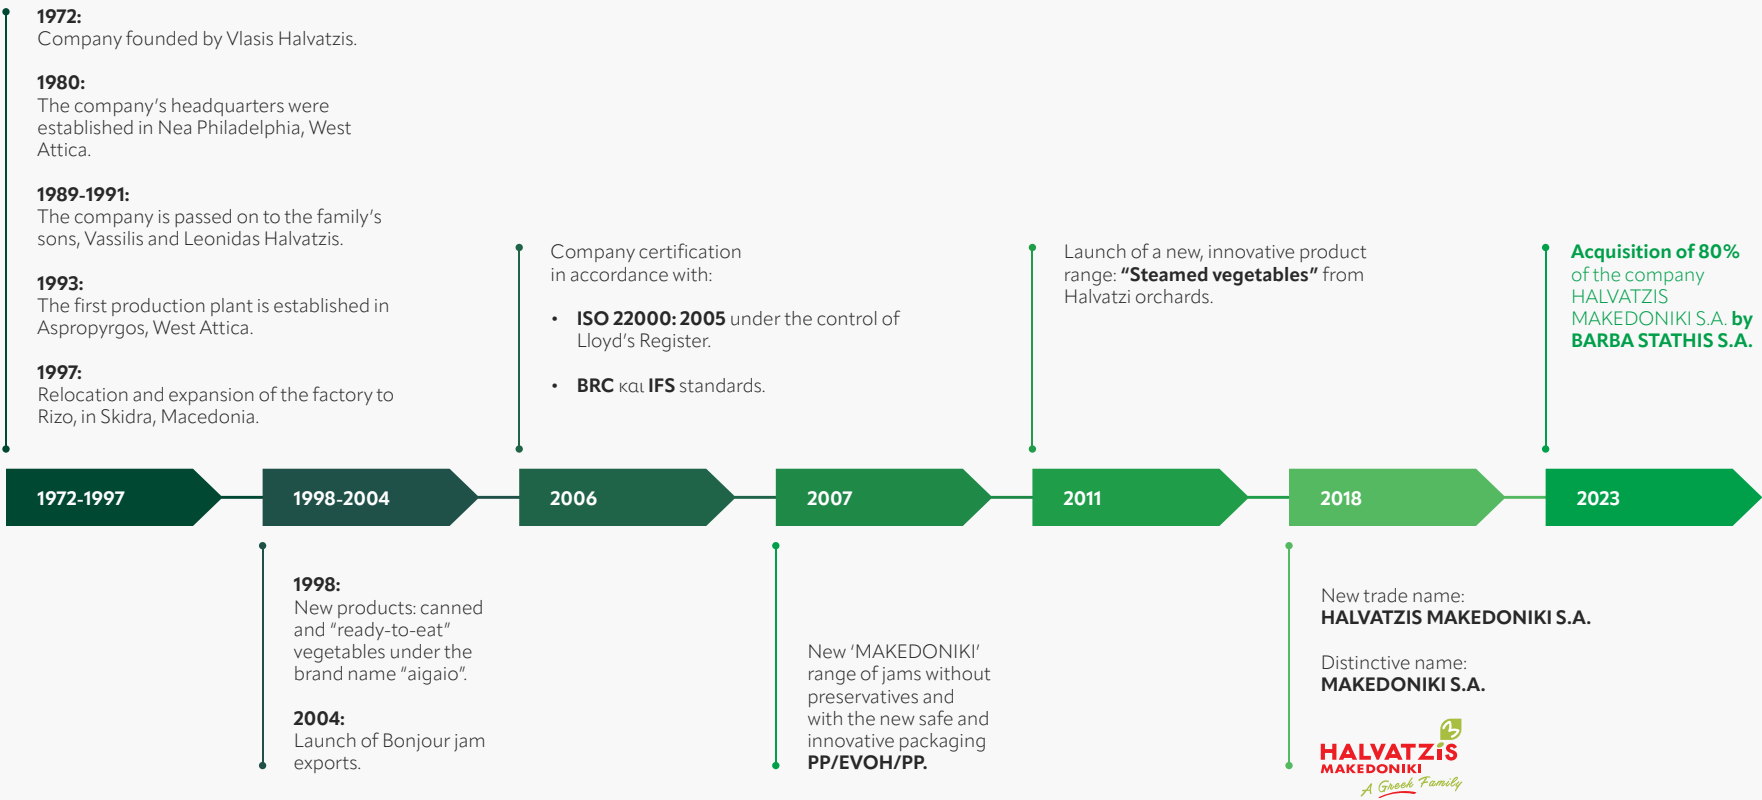 1972:
Company founded by Vlasis Halvatzis.
1980:
The company's headquarters were
established in Nea Philadelphia, West
Attica.
1989-1991:
The company is passed on to the family's
sons, Vassilis and Leonidas Halvatzis.
1993:
The first production plant is established in
Aspropyrgos, West Attica.
1997:
Relocation and expansion of the factory to
Rizo, in Skidra, Macedonia.
Company certification
in accordance with:
• ISO 22000: 2005 under the control of
Lloyd's Register.
• BRC και IFS standards.
Launch of a new, innovative product
range: “Steamed vegetables” from
Halvatzi orchards.
Acquisition of 80%
of the company
HALVATZIS
MAKEDONIKI S.A. by
BARBA STATHIS S.A.
1972-1997
1998-2004
2006
2007
2011
2018
2023
1998:
New products: canned
and “ready-to-eat”
vegetables under the
brand name “aigaio”.
2004:
Launch of Bonjour jam
exports.
New ‘MAKEDONIKI’
range of jams without
preservatives and
with the new safe and
innovative packaging
PP/EVOH/PP.
New trade name:
HALVATZIS MAKEDONIKI S.A.
Distinctive name:
MAKEDONIKI S.A.
HALVATZiS
MAKEDONIKI
A Greek Family